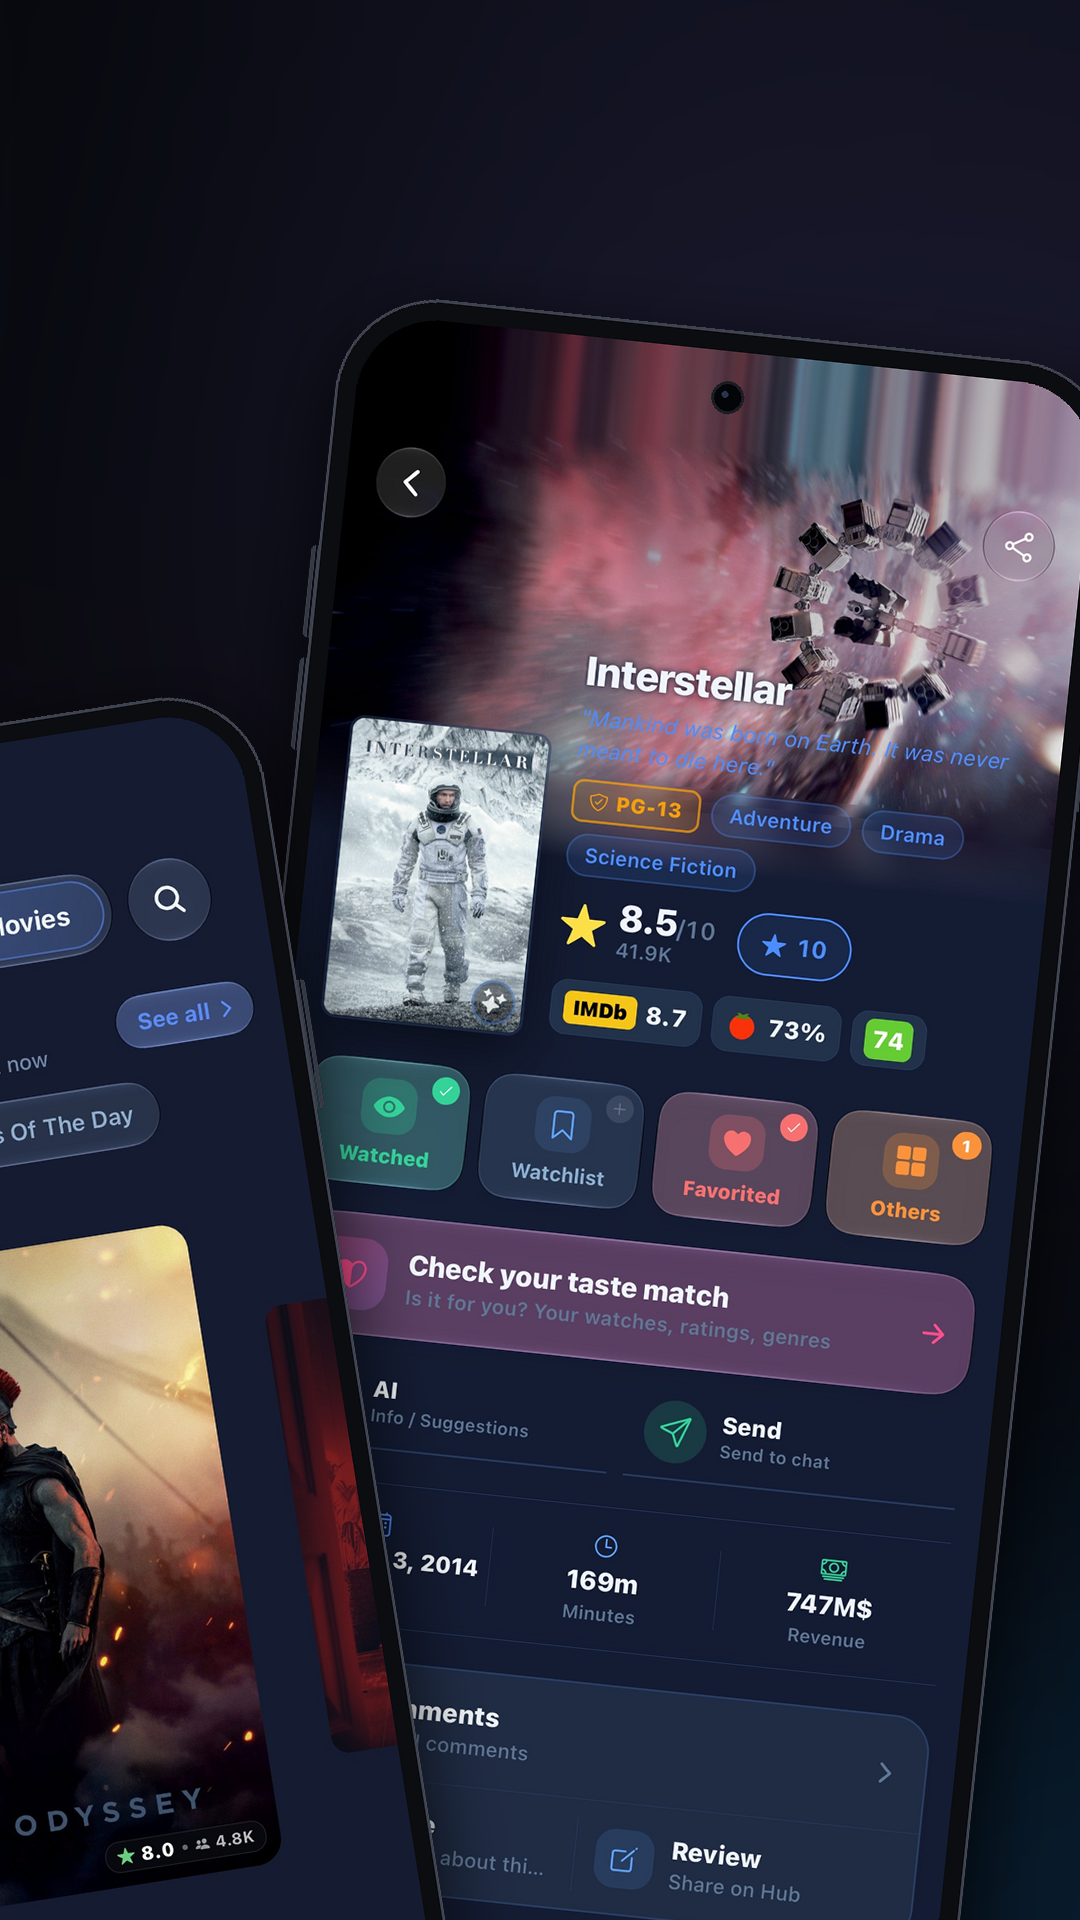 Interstellar
"Mankind was born on Earth. It was never
meant to die here."
INTERSTELLAR
PG-13
Adventure
Drama
Science Fiction
8.5/10
41.9K
10
IMDb 8.7
73%
74
Watched
Watchlist
Favorited
1
Others
Check your taste match
Is it for you? Your watches, ratings, genres
AI
Info / Suggestions
Send
Send to chat
3, 2014
169m
Minutes
747M$
Revenue
comments
about thi...
Review
Share on Hub
See all
now
Of The Day
ODYSSEY
8.0 • 4.8K